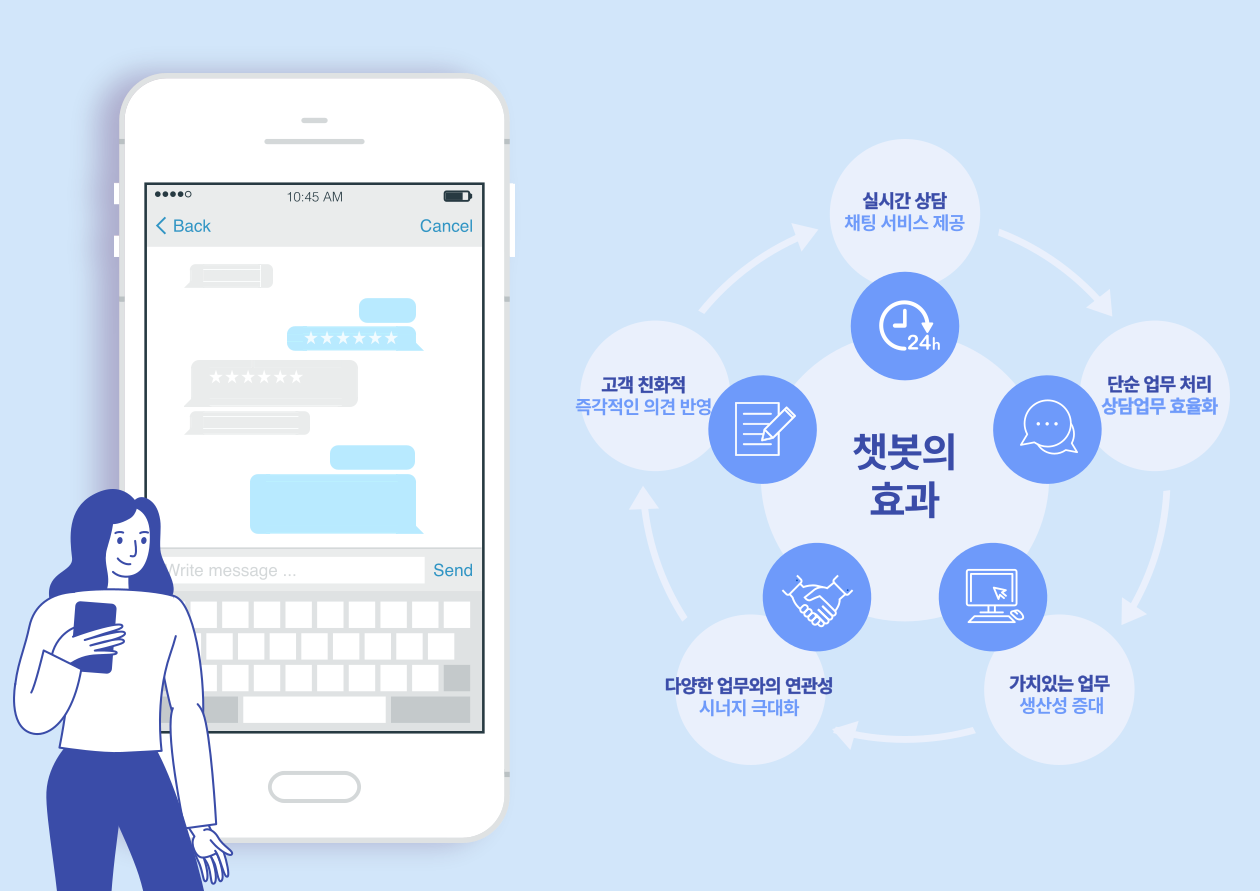 10:45 AM
Back
Cancel
★★★★★★
★★★★★★
Write message ...
Send
실시간 상담
채팅 서비스 제공
24h
단순 업무 처리
상담업무 효율화
가치있는 업무
생산성 증대
다양한 업무와의 연관성
시너지 극대화
고객 친화적
즉각적인 의견 반영
챗봇의
효과